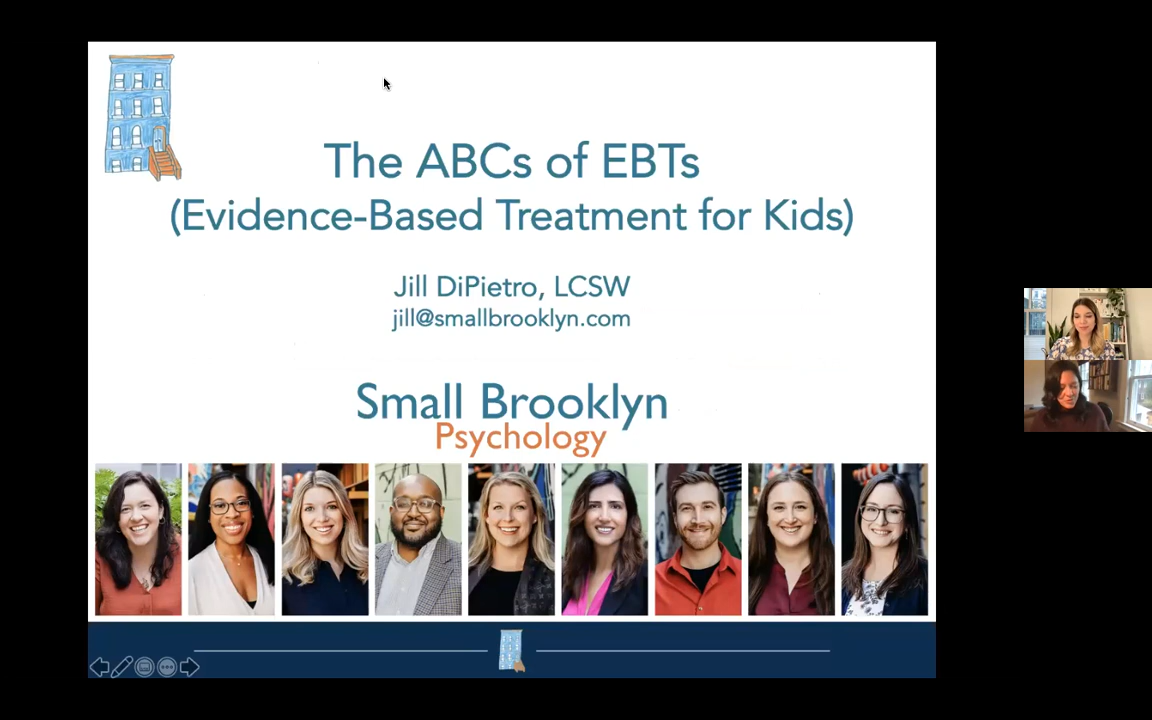 The ABCs of EBTs
(Evidence-Based Treatment for Kids)
Jill DiPietro, LCSW
jill@smallbrooklyn.com
Small Brooklyn
Psychology